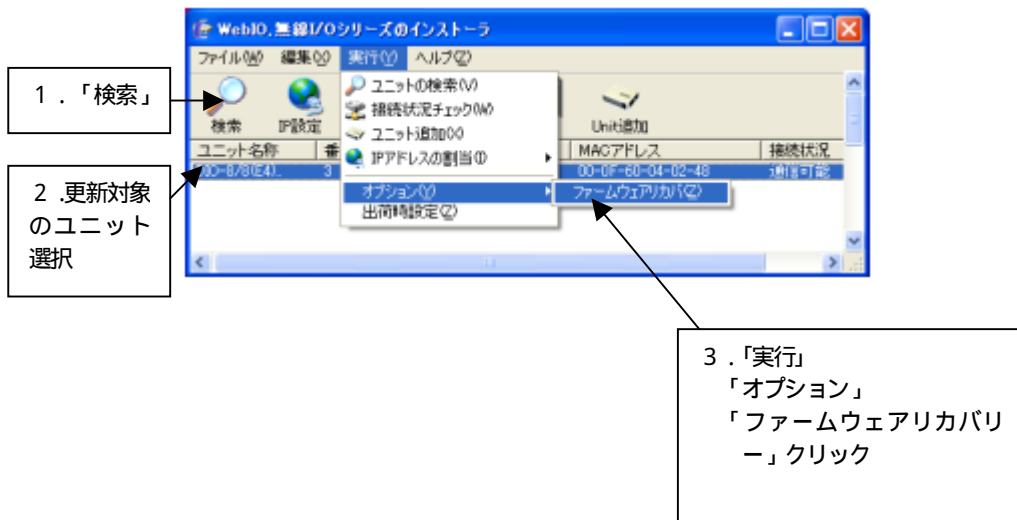 WebIO.無線I/Oシリーズのインストーラ
ファイル(W) 編集(X) 実行(Y) ヘルプ(Z)
検索
IP設定
Unit追加
ユニットの検索(V)
接続状況チェック(W)
ユニット追加(X)
IPアドレスの割当(I)
オプション(Y)
出荷時設定(Z)
ファームウェアリカバリ(Z)
ユニット名称 番 MACアドレス 接続状況
3 00-0F-60-04-02-48 通信可能
1.「検索」
2.更新対象
のユニット
選択
3.「実行」
「オプション」
「ファームウェアリカバリ
ー」クリック